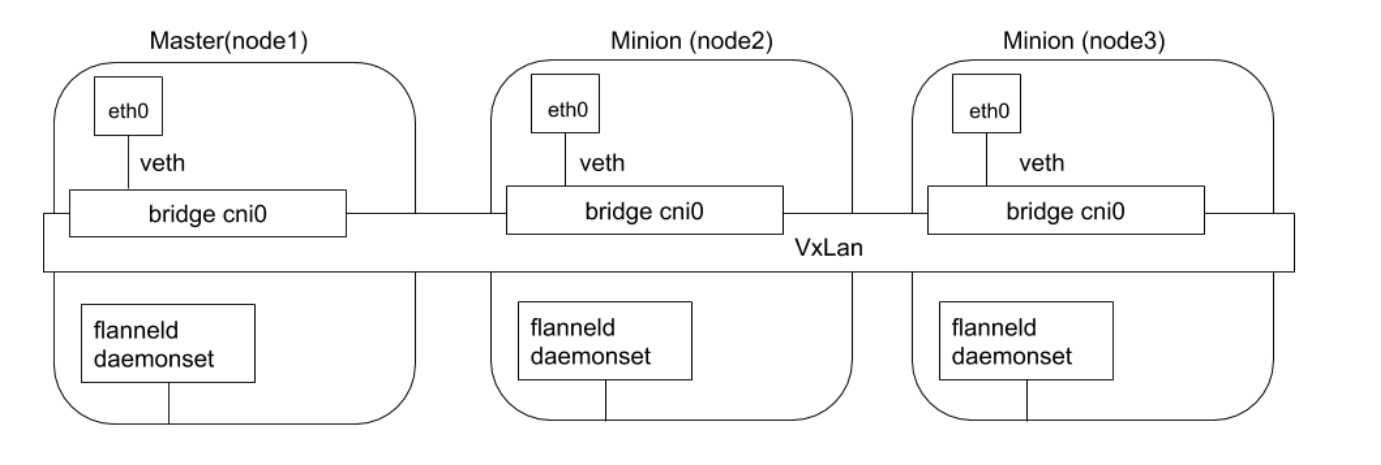 Master(node1)
Minion (node2)
Minion (node3)
eth0
eth0
eth0
veth
veth
veth
bridge cni0
bridge cni0
bridge cni0
VxLan
flanneld
daemonset
flanneld
daemonset
flanneld
daemonset